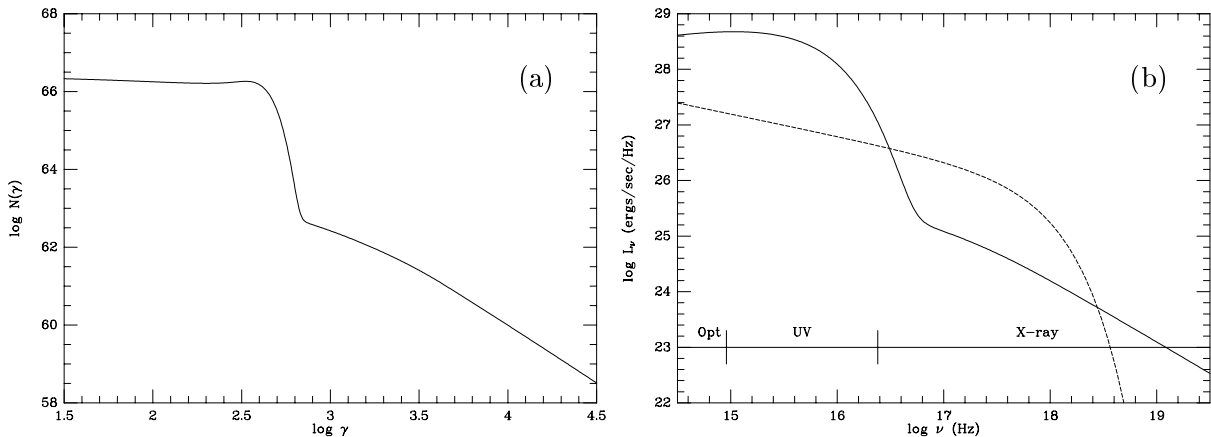 68
66
64
62
60
58
1.5
2
2.5
3
3.5
4
4.5
log N(γ)
log γ
(a)
29
28
27
26
25
24
23
22
15
16
17
18
19
log Lν (ergs/sec/Hz)
log ν (Hz)
(b)
Opt
UV
X-ray